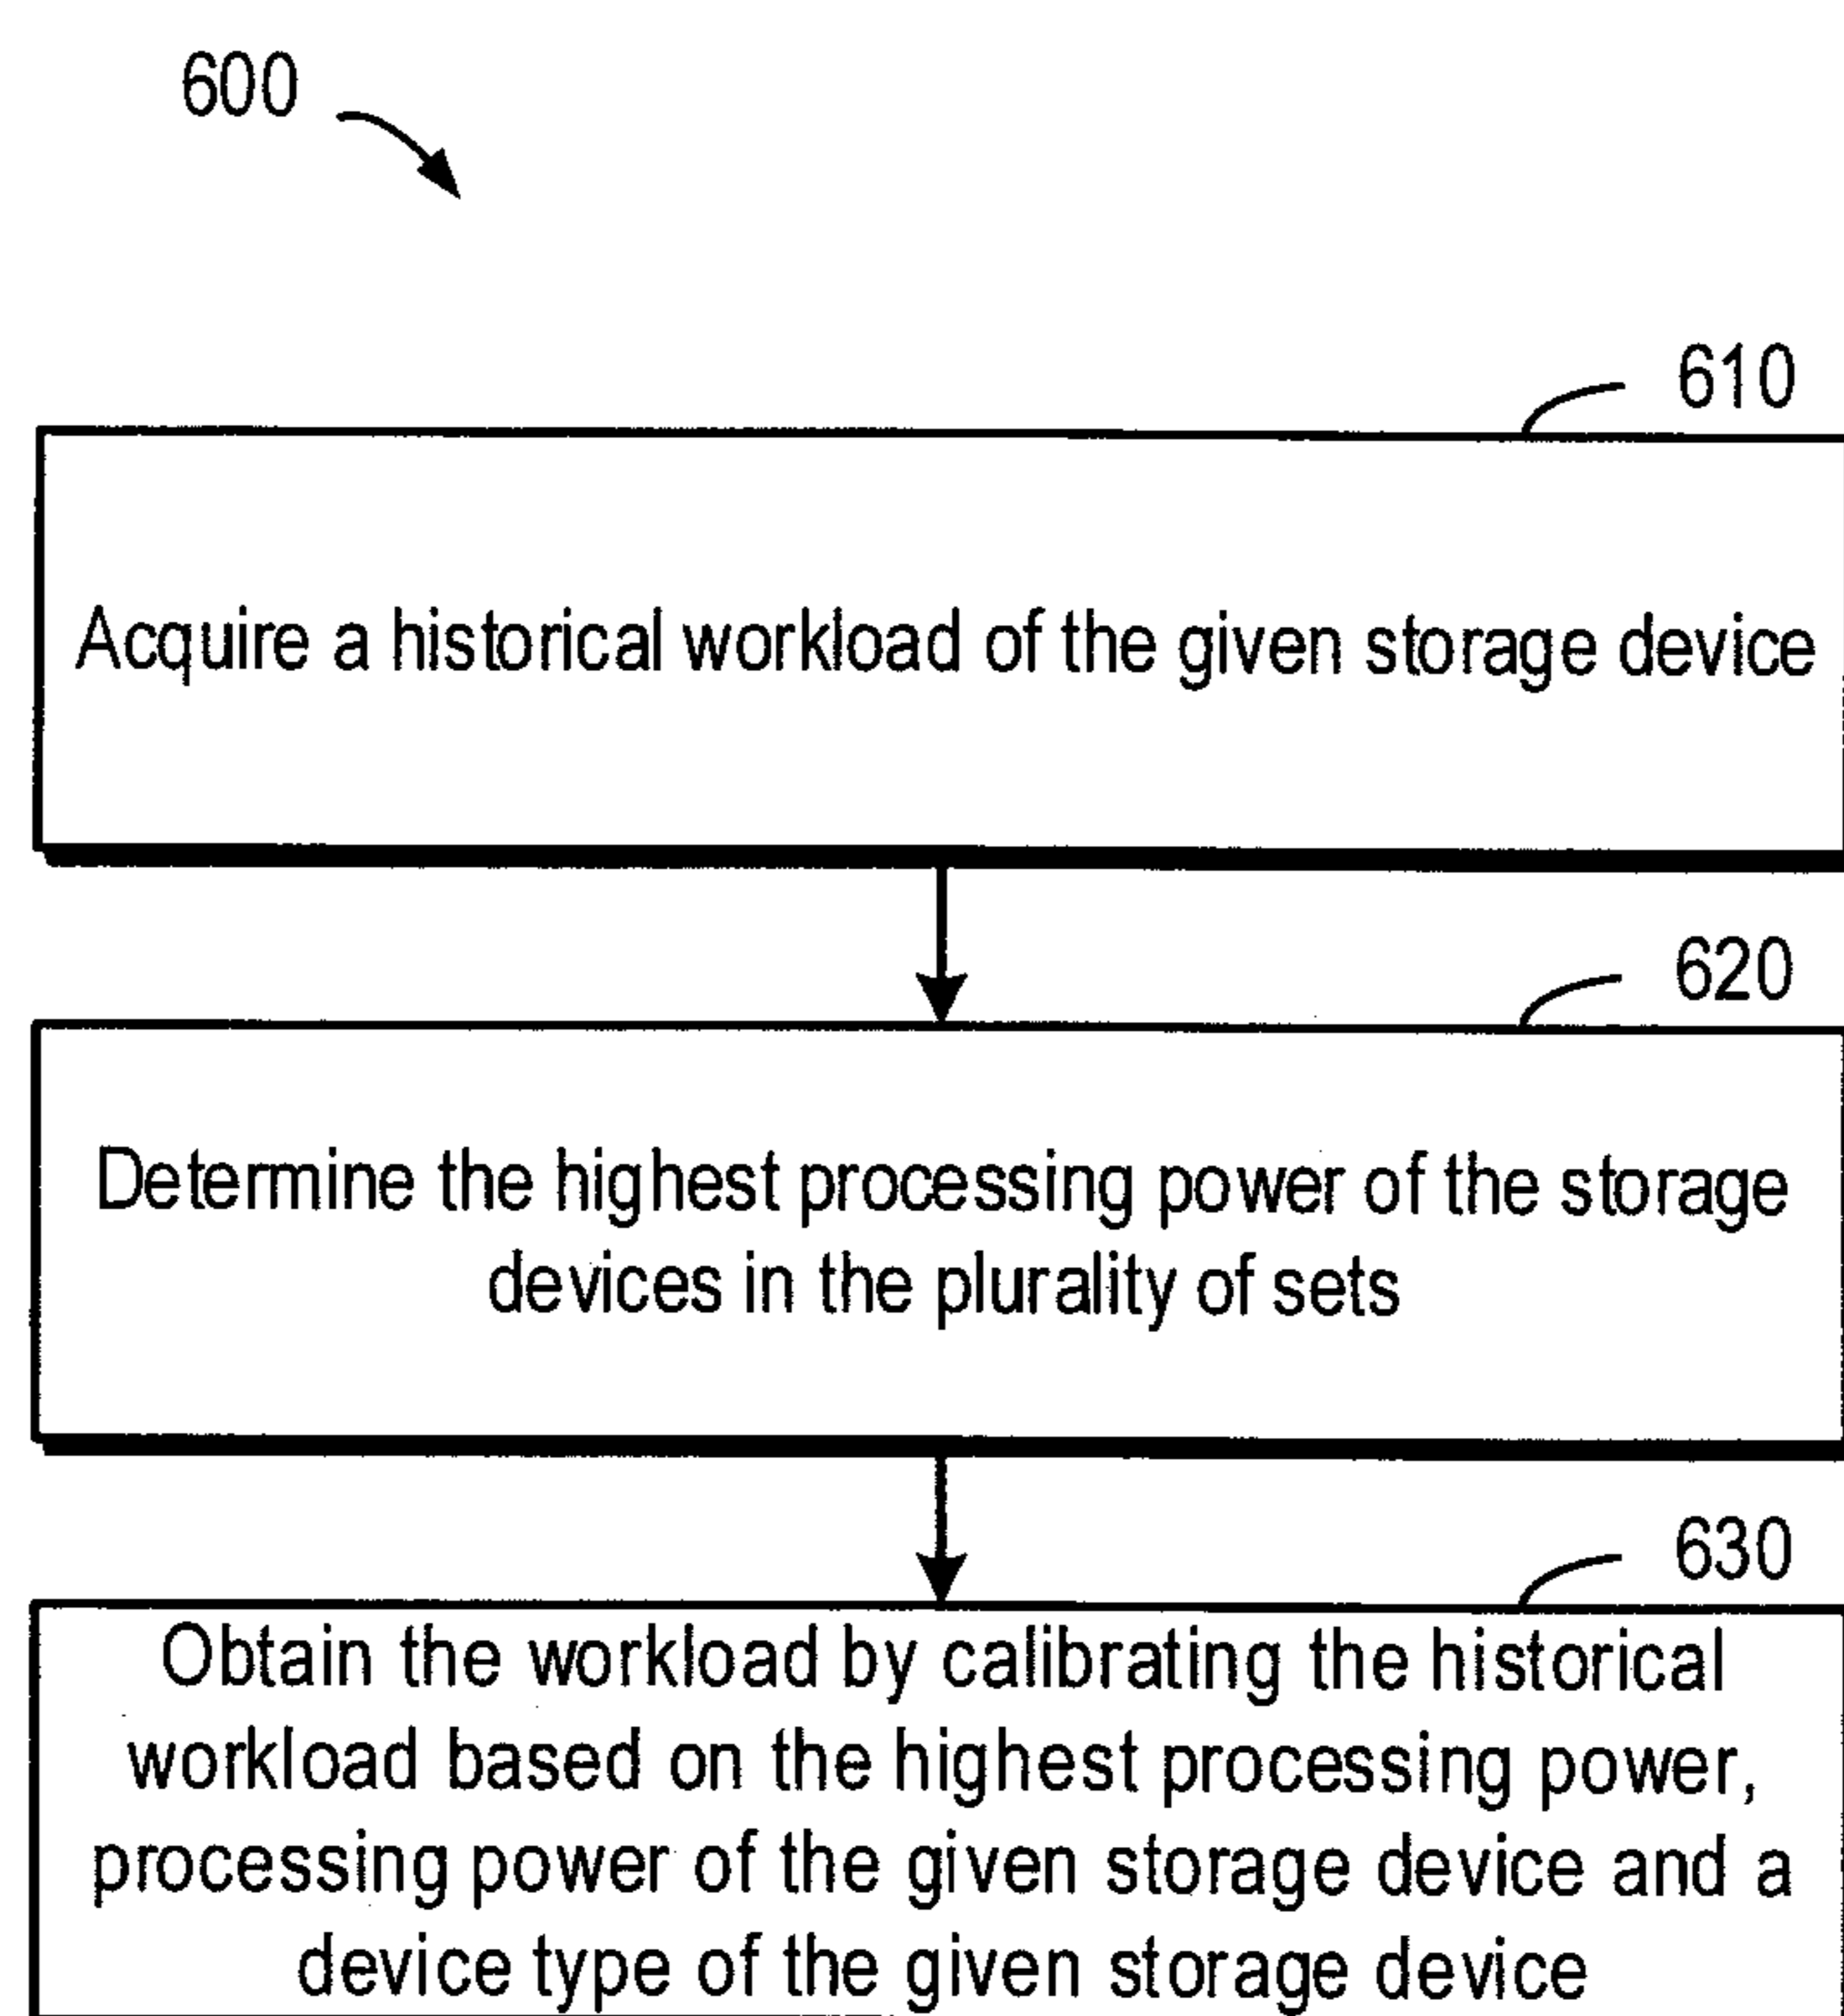 600
610
Acquire a historical workload of the given storage device
620
Determine the highest processing power of the storage
devices in the plurality of sets
630
Obtain the workload by calibrating the historical
workload based on the highest processing power,
processing power of the given storage device and a
device type of the given storage device